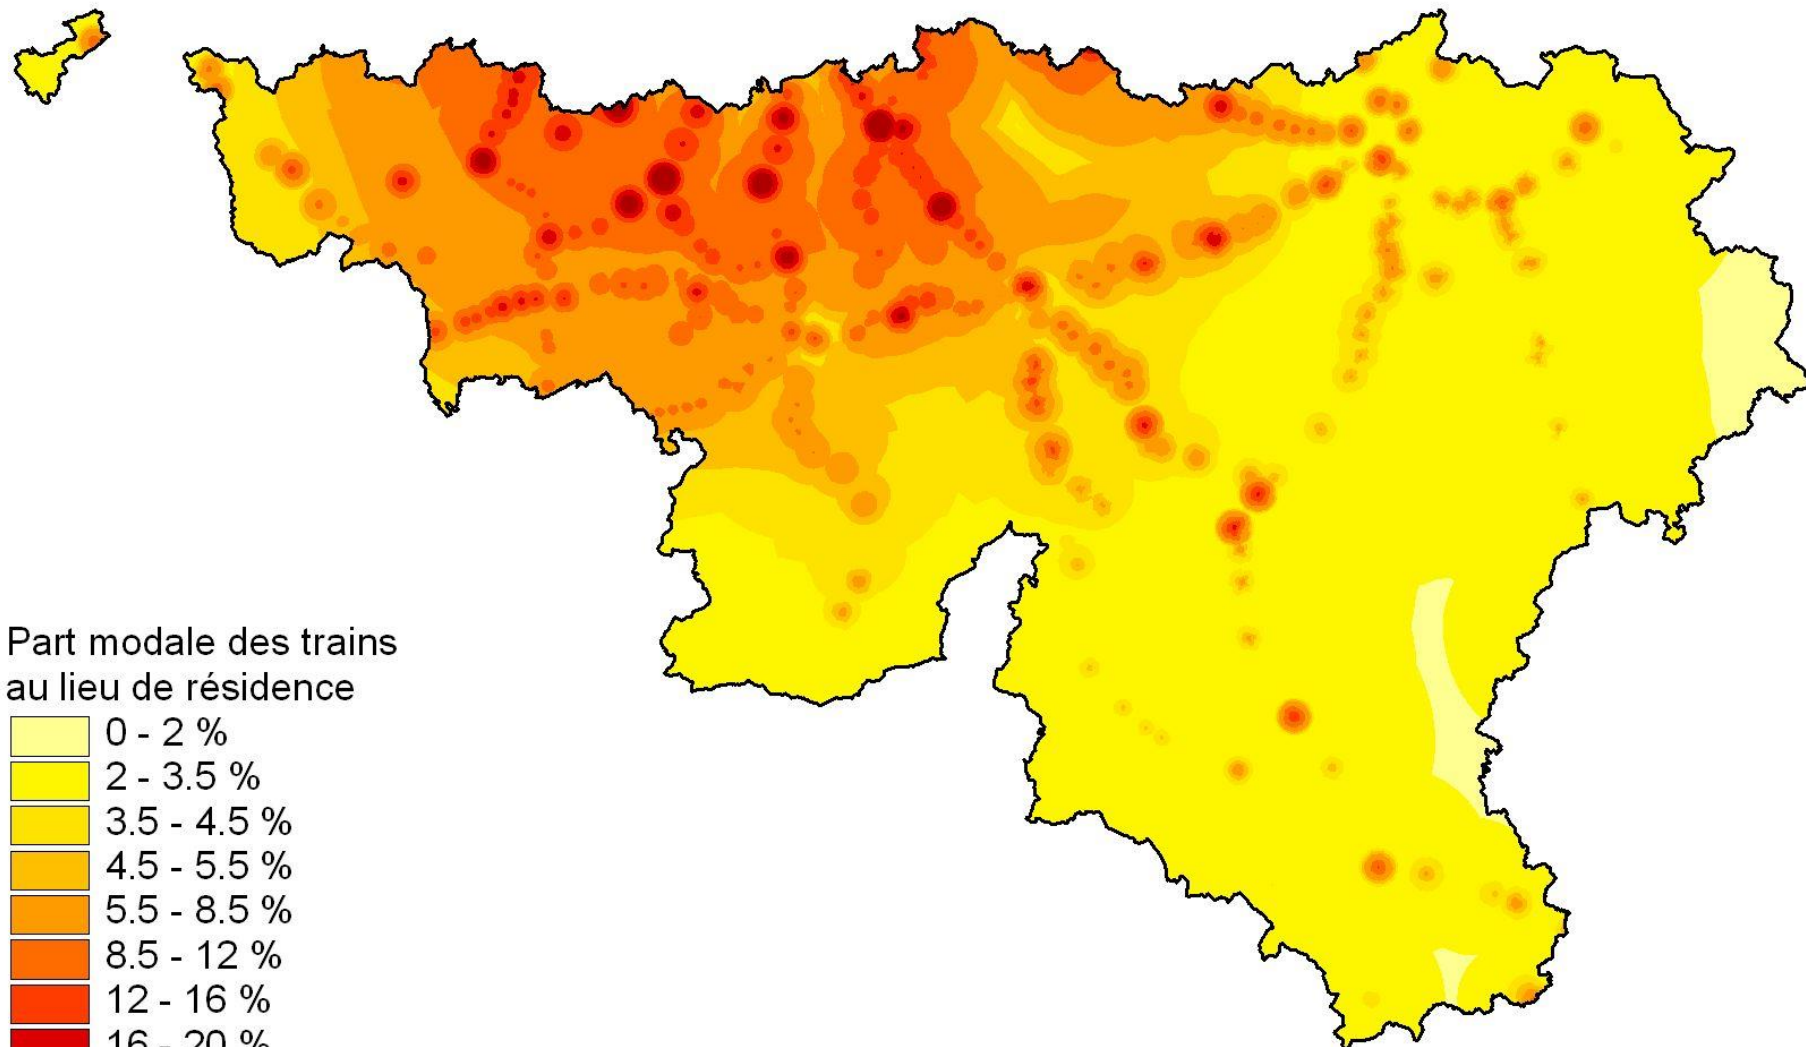 Part modale des trains
au lieu de résidence
0 - 2 %
2 - 3.5 %
3.5 - 4.5 %
4.5 - 5.5 %
5.5 - 8.5 %
8.5 - 12 %
12 - 16 %
16 - 20 %